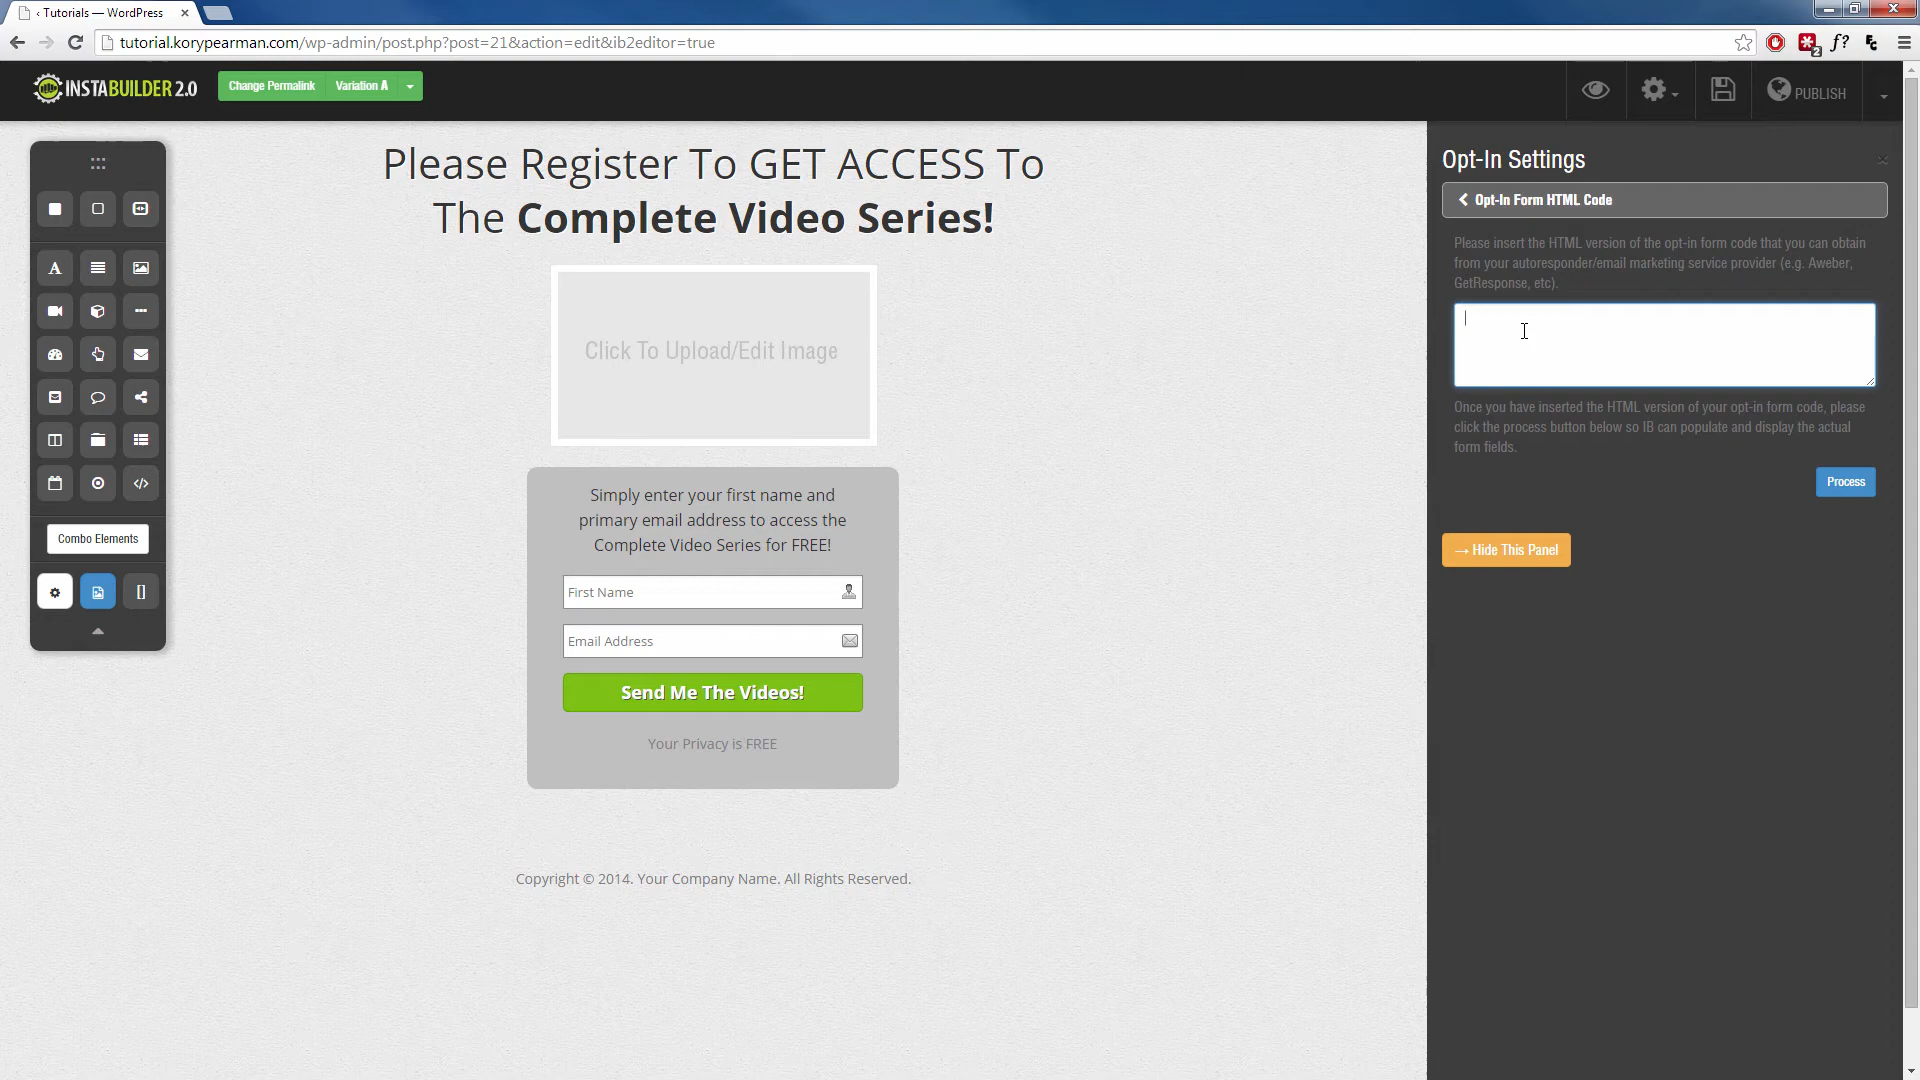 ‹ Tutorials — WordPress
tutorial.korypearman.com/wp-admin/post.php?post=21&action=edit&ib2editor=true
2
f?
INSTABUILDER 2.0
Change Permalink
Variation A
PUBLISH
Please Register To GET ACCESS To
The Complete Video Series!
Click To Upload/Edit Image
Simply enter your first name and
primary email address to access the
Complete Video Series for FREE!
First Name
Email Address
Send Me The Videos!
Your Privacy is FREE
Copyright © 2014. Your Company Name. All Rights Reserved.
A
Combo Elements
[]
Opt-In Settings
Opt-In Form HTML Code
Please insert the HTML version of the opt-in form code that you can obtain
from your autoresponder/email marketing service provider (e.g. Aweber,
GetResponse, etc).
Once you have inserted the HTML version of your opt-in form code, please
click the process button below so IB can populate and display the actual
form fields.
Process
→ Hide This Panel